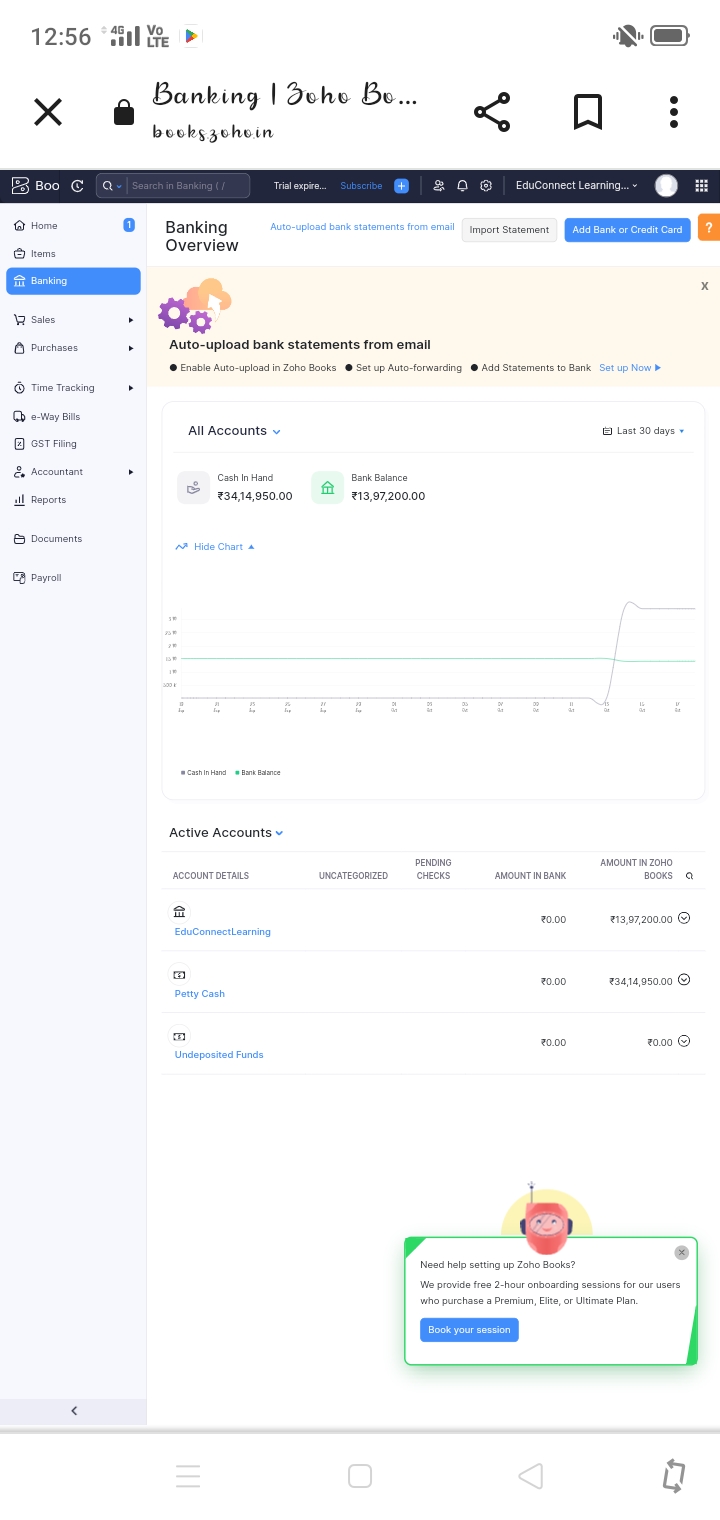 12:56
4G
Vo
LTE
Banking | Zoho Bo...
books.zoho.in
Boo
Search in Banking ( /
Trial expire...
Subscribe
EduConnect Learning...
Home
1
Items
Banking
Sales
Purchases
Time Tracking
e-Way Bills
GST Filing
Accountant
Reports
Documents
Payroll
Banking
Overview
Auto-upload bank statements from email
Import Statement
Add Bank or Credit Card
?
X
Auto-upload bank statements from email
Enable Auto-upload in Zoho Books
Set up Auto-forwarding
Add Statements to Bank
Set up Now
All Accounts
Last 30 days
Cash In Hand
₹34,14,950.00
Bank Balance
₹13,97,200.00
Hide Chart
Cash In Hand
Bank Balance
Active Accounts
ACCOUNT DETAILS
UNCATEGORIZED
PENDING
CHECKS
AMOUNT IN BANK
AMOUNT IN ZOHO
BOOKS
EduConnectLearning
₹0.00
₹13,97,200.00
Petty Cash
₹0.00
₹34,14,950.00
Undeposited Funds
₹0.00
₹0.00
Need help setting up Zoho Books?
We provide free 2-hour onboarding sessions for our users
who purchase a Premium, Elite, or Ultimate Plan.
Book your session